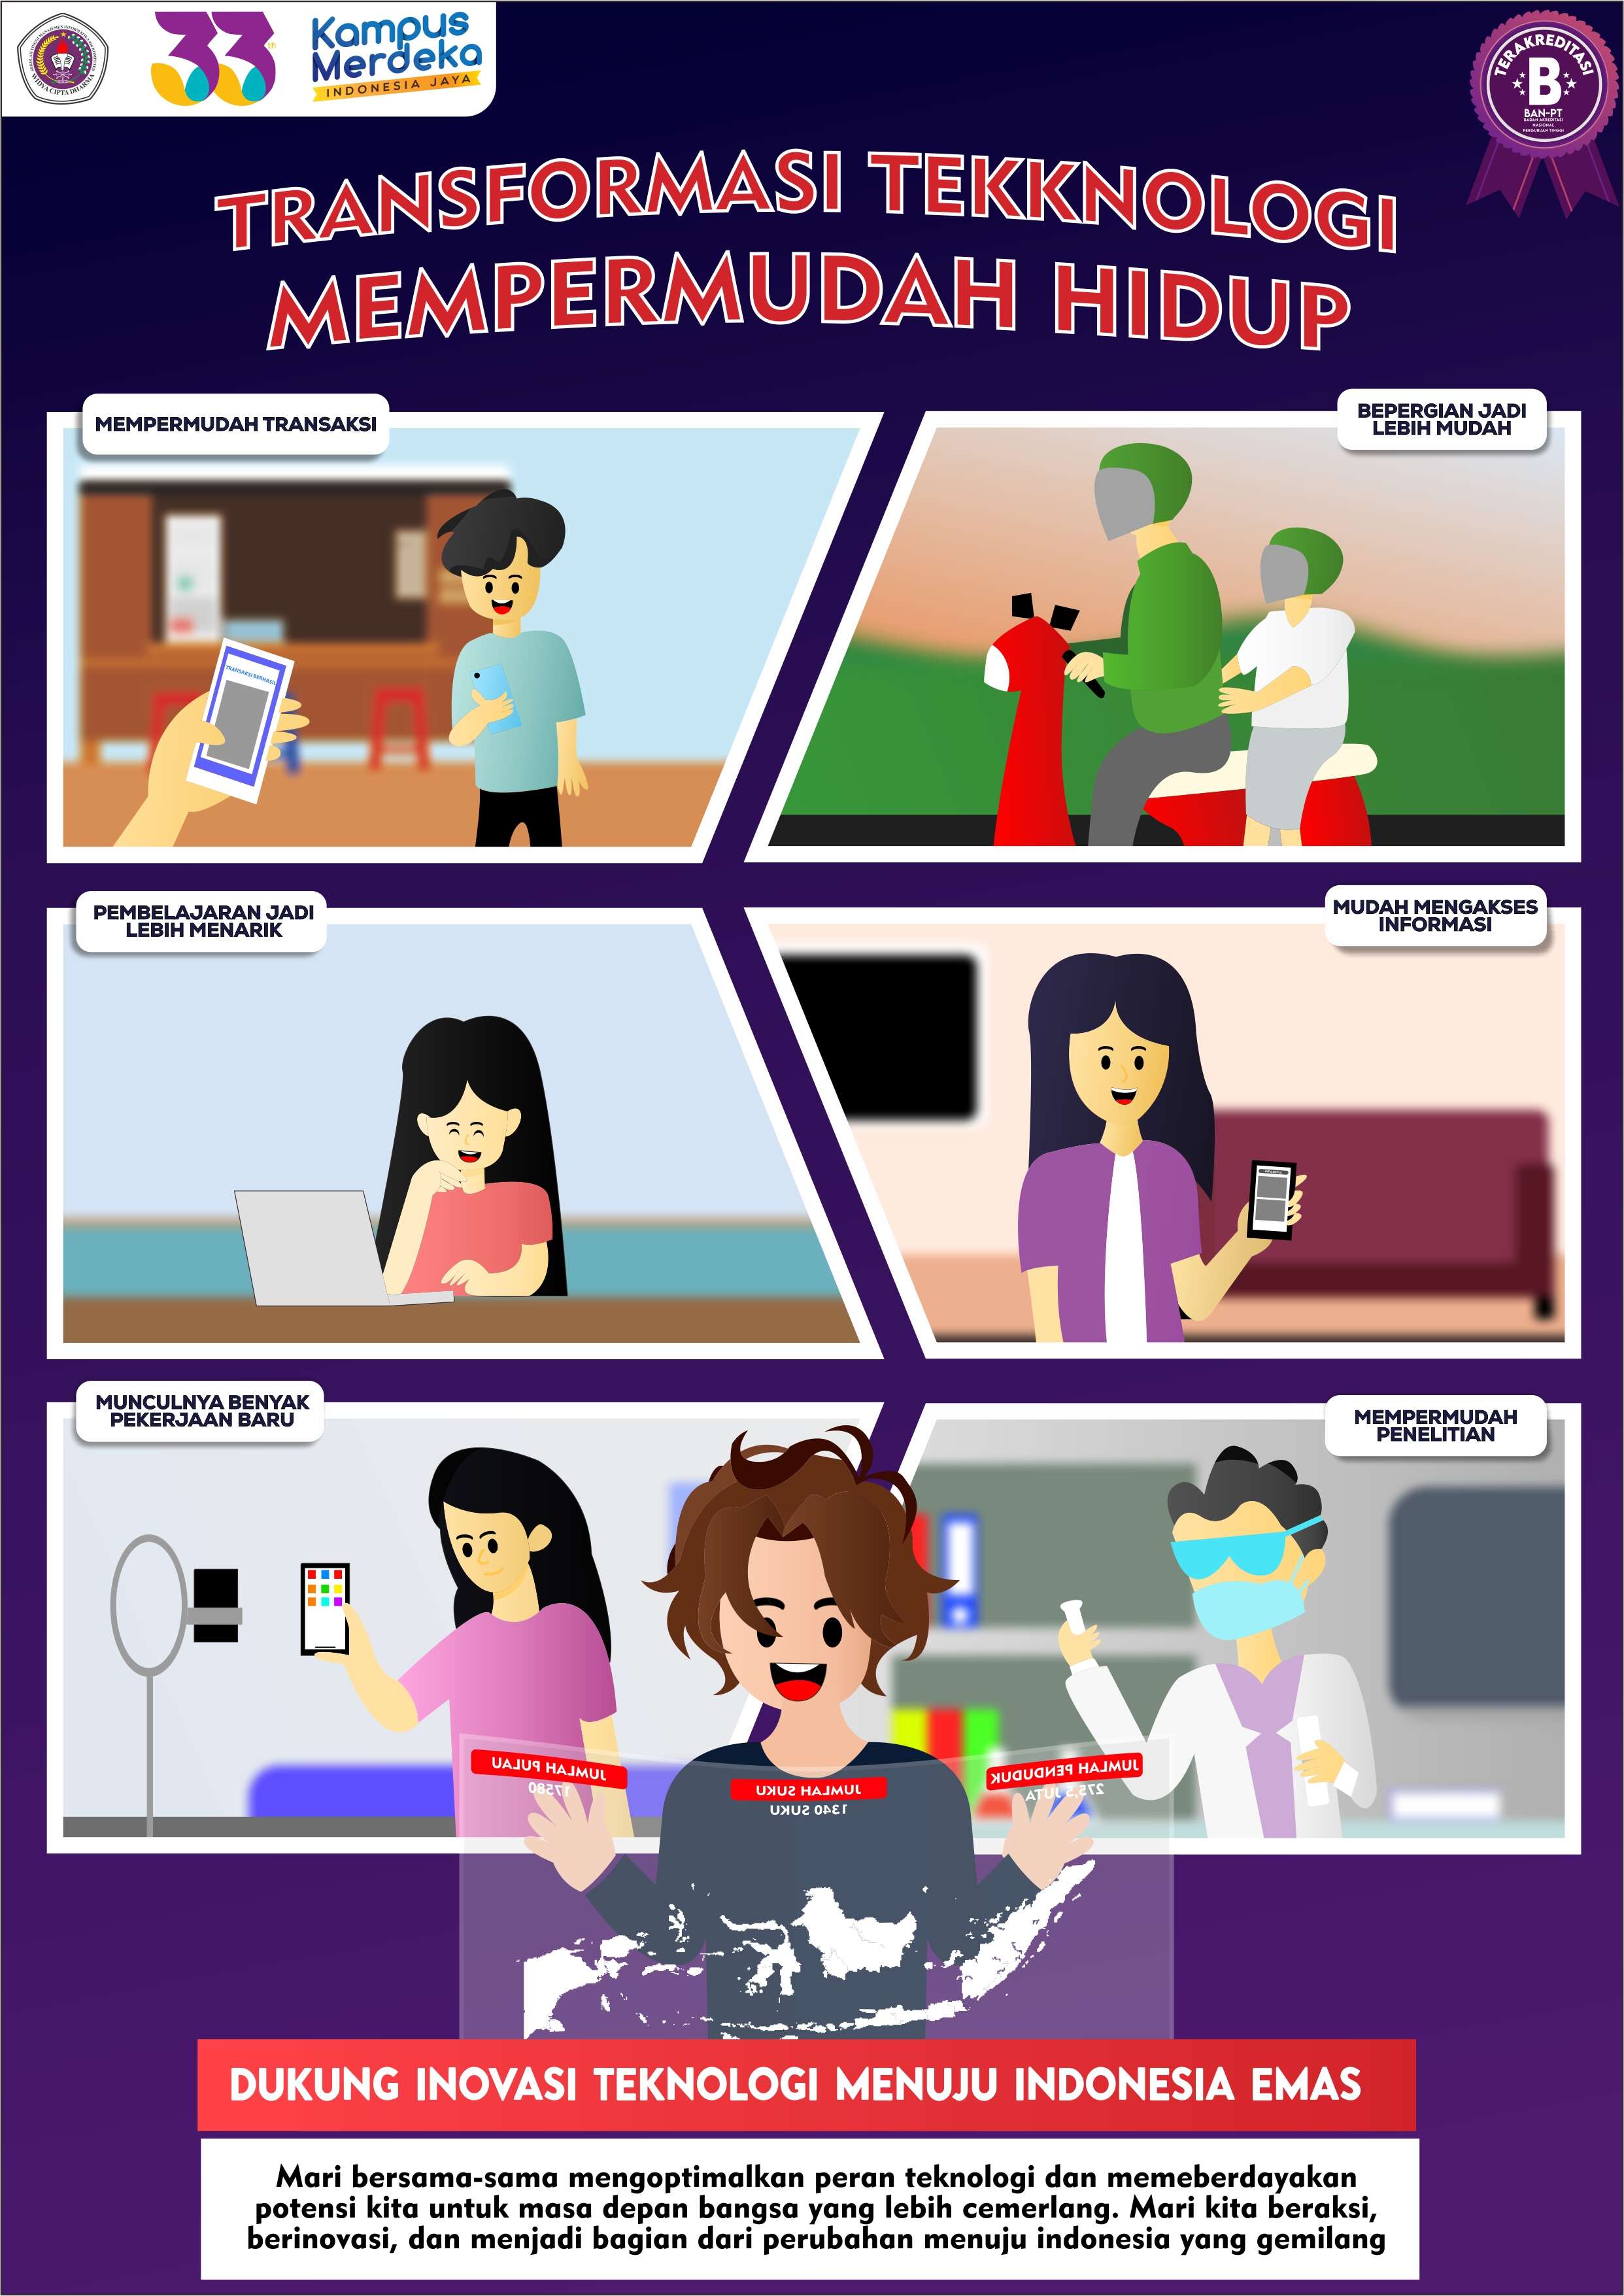 WIDYA CIPTA DHARMA
33th
Kampus
Merdeka
INDONESIA JAYA
TERAKREDITASI
B
BAN-PT
BADAN AKREDITASI
NASIONAL
PERGURUAN TINGGI
TRANSFORMASI TEKKNOLOGI
MEMPERMUDAH HIDUP
MEMPERMUDAH TRANSAKSI
TRANSAKSI BERHASIL
BEPERGIAN JADI
LEBIH MUDAH
PEMBELAJARAN JADI
LEBIH MENARIK
MUDAH MENGAKSES
INFORMASI
MUNCULNYA BENYAK
PEKERJAAN BARU
MEMPERMUDAH
PENELITIAN
JUMLAH PULAU
17580
JUMLAH SUKU
1340 SUKU
JUMLAH PENDUDUK
275,5 JUTA
DUKUNG INOVASI TEKNOLOGI MENUJU INDONESIA EMAS
Mari bersama-sama mengoptimalkan peran teknologi dan memeberdayakan
potensi kita untuk masa depan bangsa yang lebih cemerlang. Mari kita beraksi,
berinovasi, dan menjadi bagian dari perubahan menuju indonesia yang gemilang